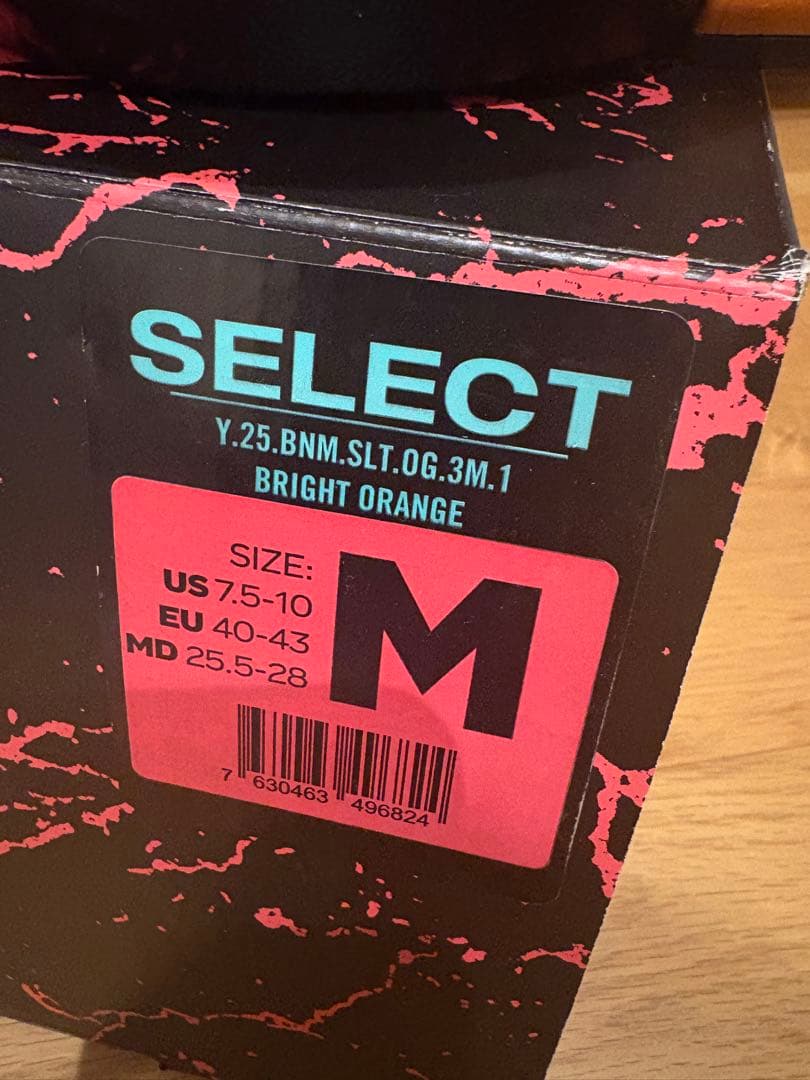 SELECT
Y.25.BNM.SLT.OG.3M.1
BRIGHT ORANGE
SIZE:
US 7.5-10
EU 40-43
MD 25.5-28
M
7 630463 496824